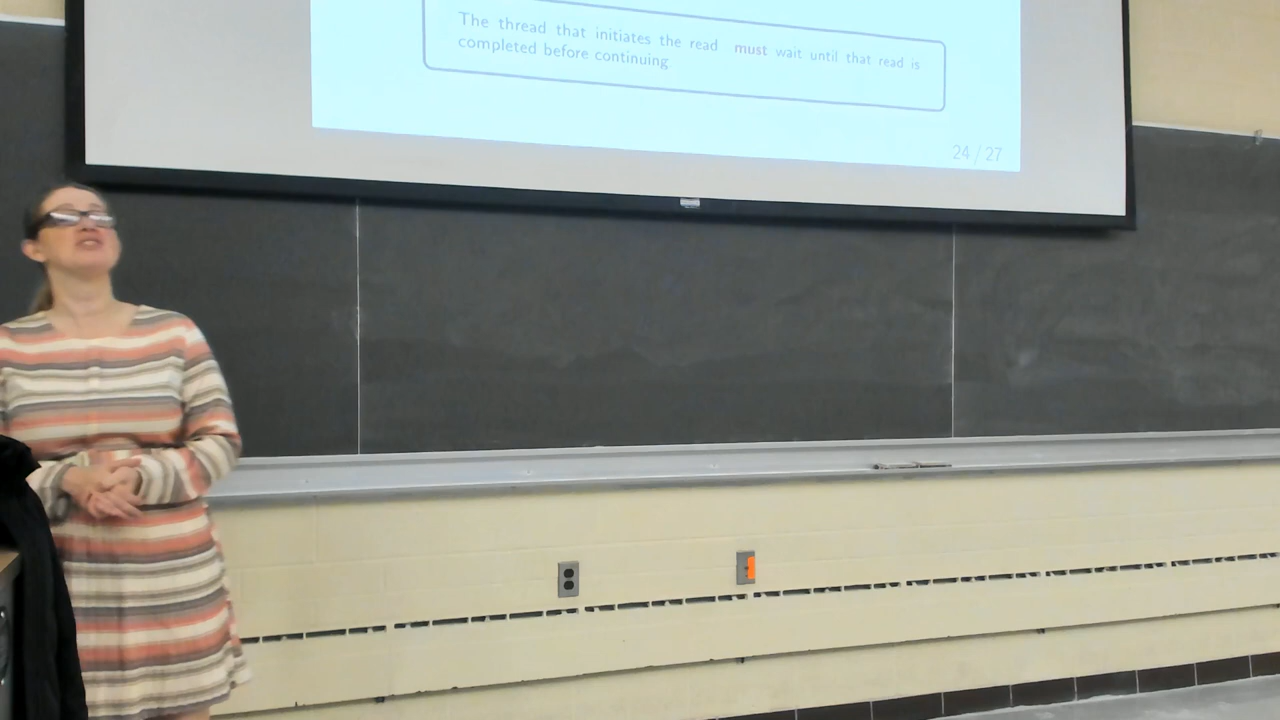 The thread that initiates the read must wait until that read is
completed before continuing
24 / 27